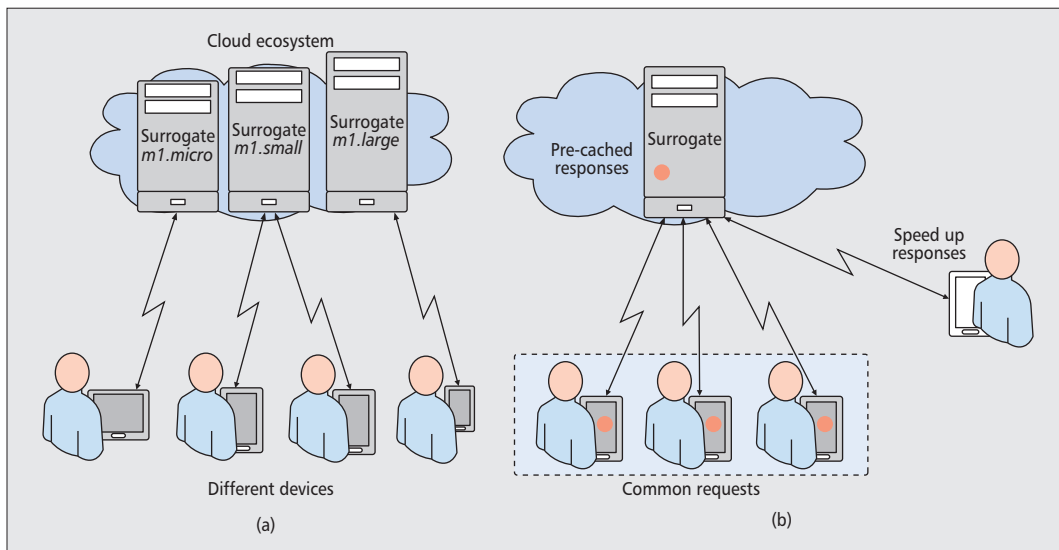 Cloud ecosystem
Surrogate
m1.micro
Surrogate
m1.small
Surrogate
m1.large
Different devices
(a)
Pre-cached
responses
Surrogate
Speed up
responses
Common requests
(b)